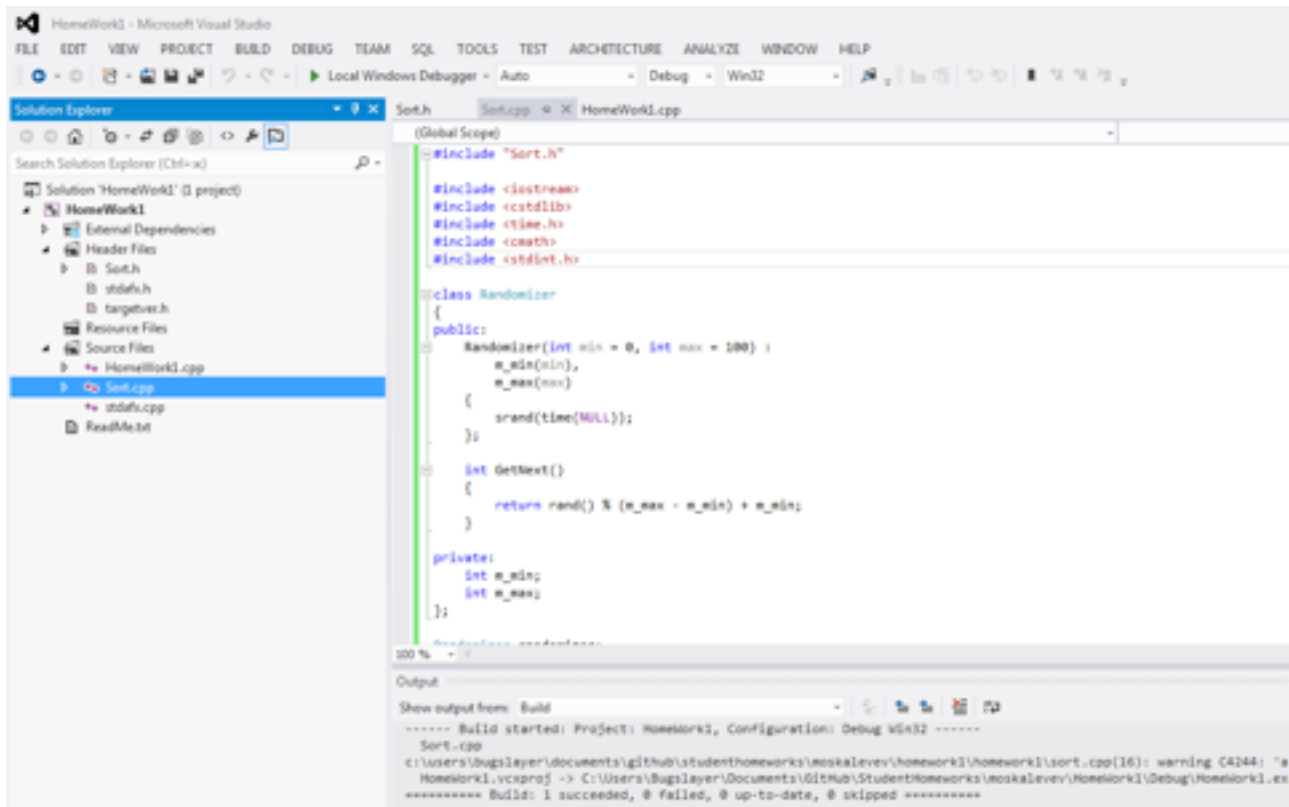 HomeWork1 - Microsoft Visual Studio
FILE EDIT VIEW PROJECT BUILD DEBUG TEAM SQL TOOLS TEST ARCHITECTURE ANALYZE WINDOW HELP
Local Windows Debugger Auto Debug Win32
Solution Explorer
Search Solution Explorer (Ctrl+ж)
Solution 'HomeWork1' (1 project)
HomeWork1
External Dependencies
Header Files
Sort.h
stdafx.h
targetver.h
Resource Files
Source Files
HomeWork1.cpp
Sort.cpp
stdafx.cpp
ReadMe.txt
Sort.h Sort.cpp HomeWork1.cpp
(Global Scope)
#include "Sort.h"
#include <iostream>
#include <cstdlib>
#include <time.h>
#include <cmath>
#include <stdint.h>
class Randomizer
{
public:
Randomizer(int min = 0, int max = 100) :
m_min(min),
m_max(max)
{
srand(time(NULL));
};
int GetNext()
{
return rand() % (m_max - m_min) + m_min;
}
private:
int m_min;
int m_max;
};
100 %
Output
Show output from: Build
------ Build started: Project: HomeWork1, Configuration: Debug Win32 ------
Sort.cpp
c:\users\bugslayer\documents\github\studenthomeworks\moskalevev\homework1\homework1\sort.cpp(16): warning C4244: 'a
HomeWork1.vcxproj -> C:\Users\Bugslayer\Documents\GitHub\StudentHomeworks\moskalevev\HomeWork1\Debug\HomeWork1.ex
========== Build: 1 succeeded, 0 failed, 0 up-to-date, 0 skipped ==========